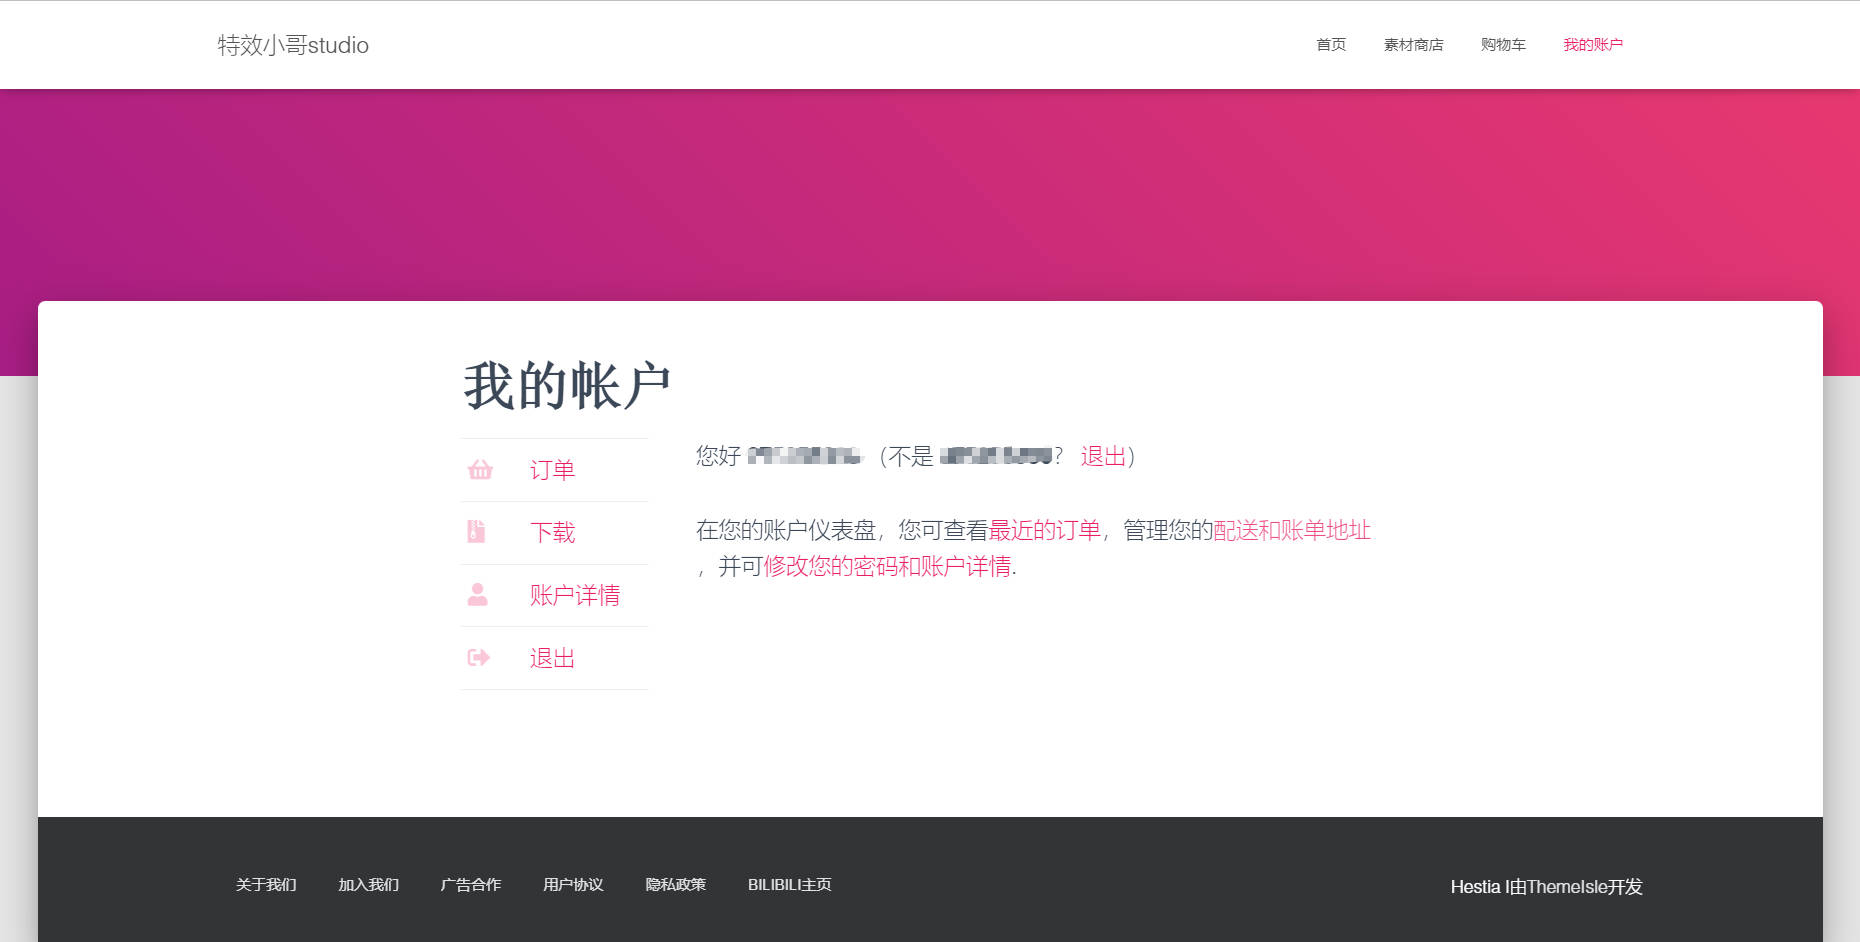 特效小哥studio
首页 素材商店 购物车 我的账户
我的帐户
订单
下载
账户详情
退出
您好 （不是 ? 退出）
在您的账户仪表盘，您可查看最近的订单，管理您的配送和账单地址
，并可修改您的密码和账户详情.
关于我们 加入我们 广告合作 用户协议 隐私政策 BILIBILI主页
Hestia |由ThemeIsle开发